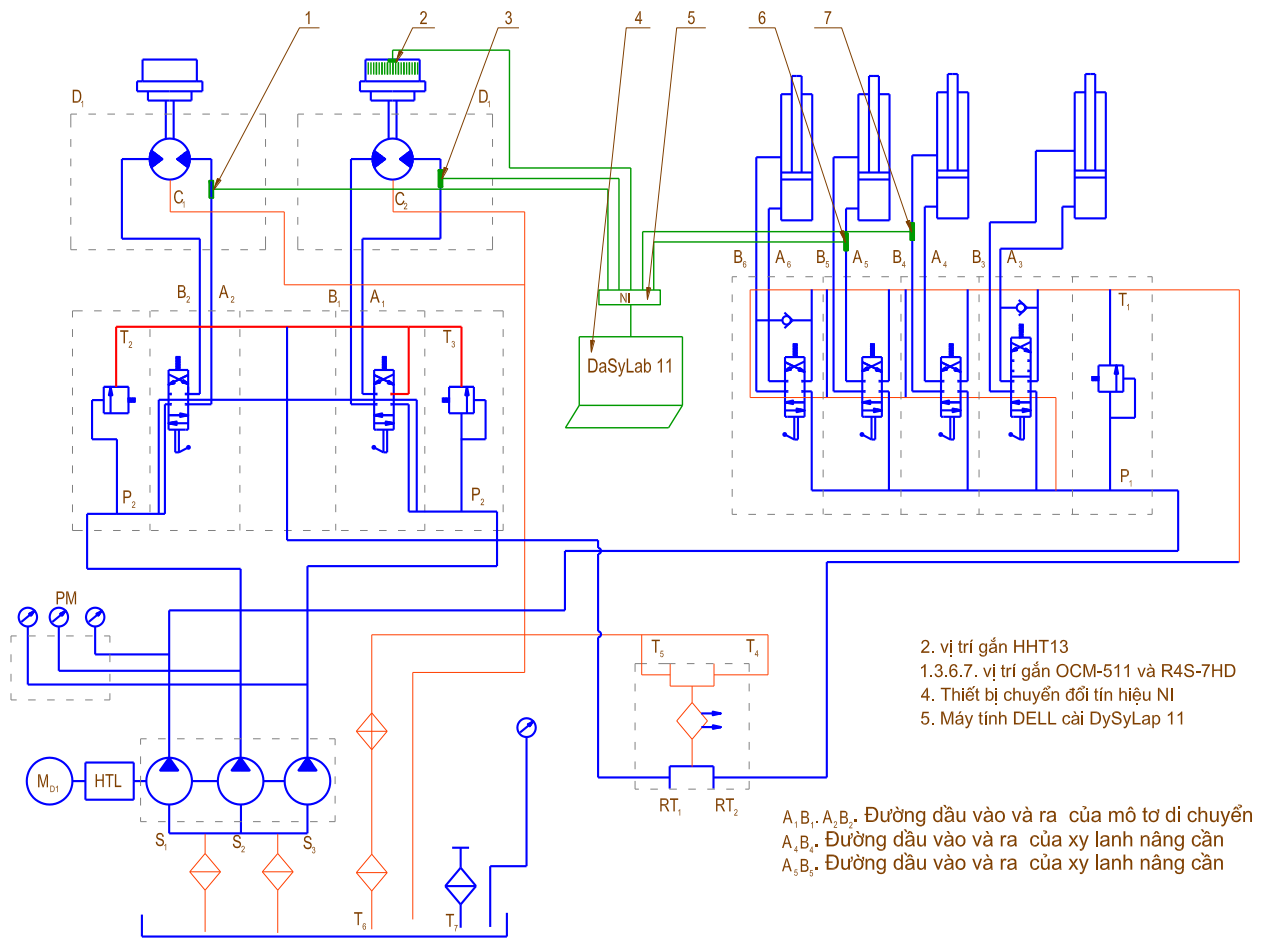 1 2 3 4 5 6 7
D₁ D₁
C₁ C₂
B₂ A₂ B₁ A₁
B₆ A₆ B₅ A₅ B₄ A₄ B₃ A₃
NI
T₂ T₃ T₁
DaSyLab 11
P₂ P₂ P₁
PM
T₅ T₄
2. vị trí gắn HHT13
1.3.6.7. vị trí gắn OCM-511 và R4S-7HD
4. Thiết bị chuyển đổi tín hiệu NI
5. Máy tính DELL cài DySyLap 11
M_D1 HTL
RT₁ RT₂
S₁ S₂ S₃
A₁B₁. A₂B₂. Đường dầu vào và ra của mô tơ di chuyển
A₄B₄. Đường dầu vào và ra của xy lanh nâng cần
A₅B₅. Đường dầu vào và ra của xy lanh nâng cần
T₆ T₇